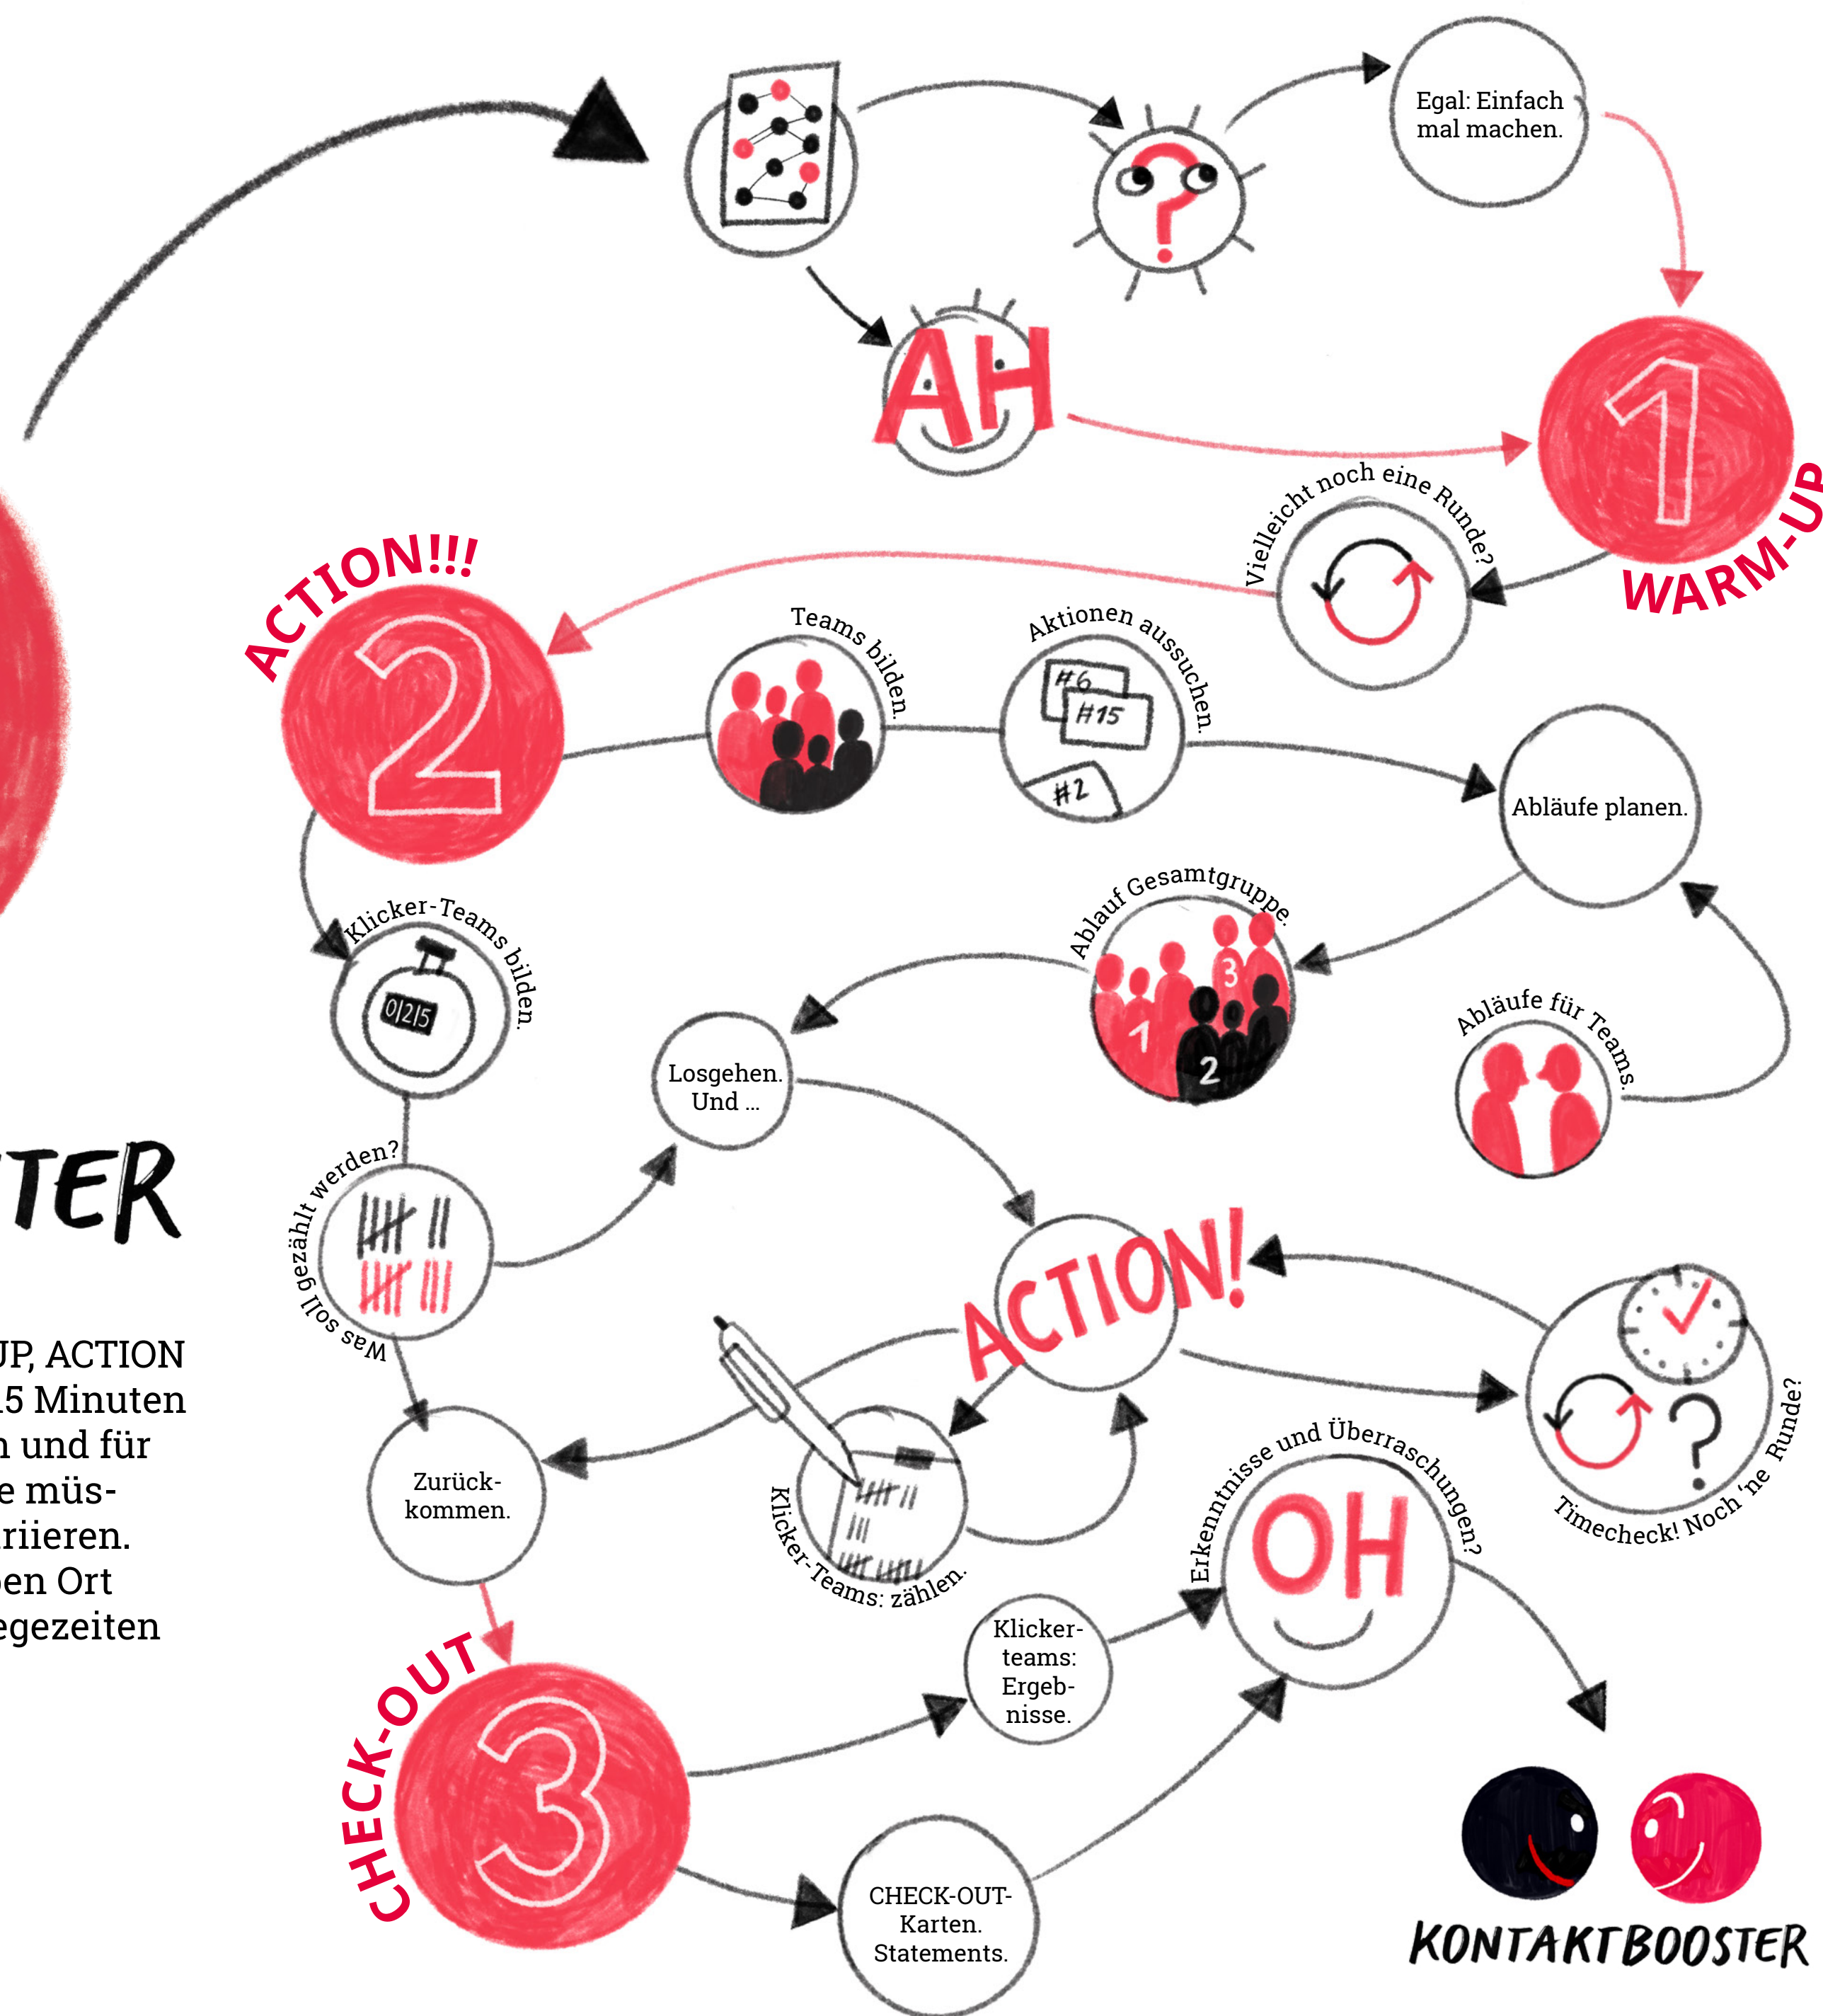 Egal: Einfach
mal machen.
?
AH
1
WARM-UP
Vielleicht noch eine Runde?
ACTION!!!
2
Teams bilden.
Aktionen aussuchen.
#6
#15
#2
Abläufe planen.
Klicker-Teams bilden.
0|2|5
Ablauf Gesamtgruppe.
1
2
3
Abläufe für Teams.
Losgehen.
Und ...
Was soll gezählt werden?
ACTION!
Timecheck! Noch ‘ne Runde?
?
TER
UP, ACTION
15 Minuten
und für
müs-
riieren.
Ort
egezeiten
Zurück-
kommen.
Klicker-Teams: zählen.
Erkenntnisse und Überraschungen?
OH
CHECK-OUT
3
Klicker-
teams:
Ergeb-
nisse.
CHECK-OUT-
Karten.
Statements.
KONTAKTBOOSTER